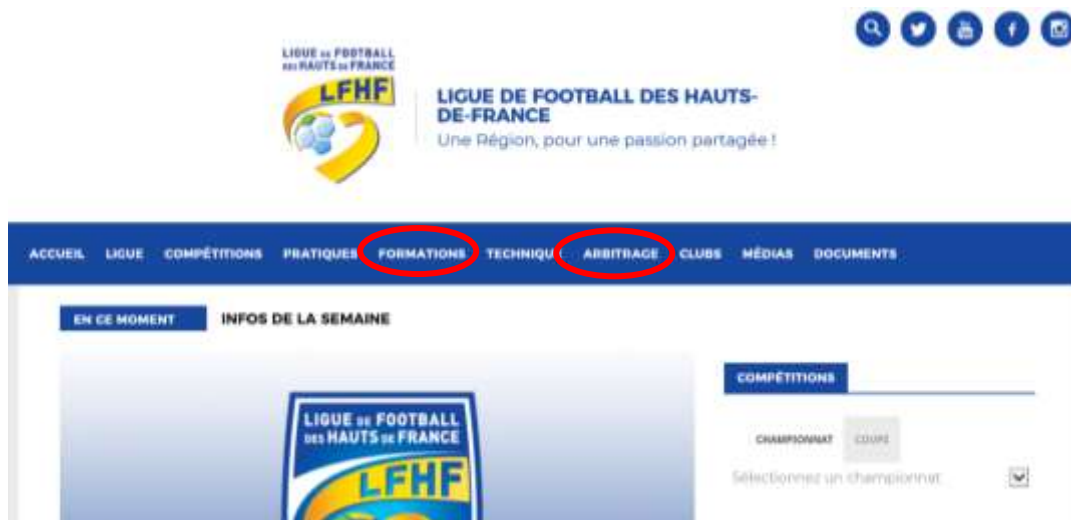 LIGUE DE FOOTBALL
DES HAUTS DE FRANCE
LFHF
LIGUE DE FOOTBALL DES HAUTS-
DE-FRANCE
Une Région, pour une passion partagée !
ACCUEIL LIGUE COMPÉTITIONS PRATIQUES FORMATIONS TECHNIQUE ARBITRAGE CLUBS MÉDIAS DOCUMENTS
EN CE MOMENT INFOS DE LA SEMAINE
COMPÉTITIONS
LIGUE DE FOOTBALL
DES HAUTS DE FRANCE
LFHF
CHAMPIONNAT COUPE
Sélectionnez un championnat